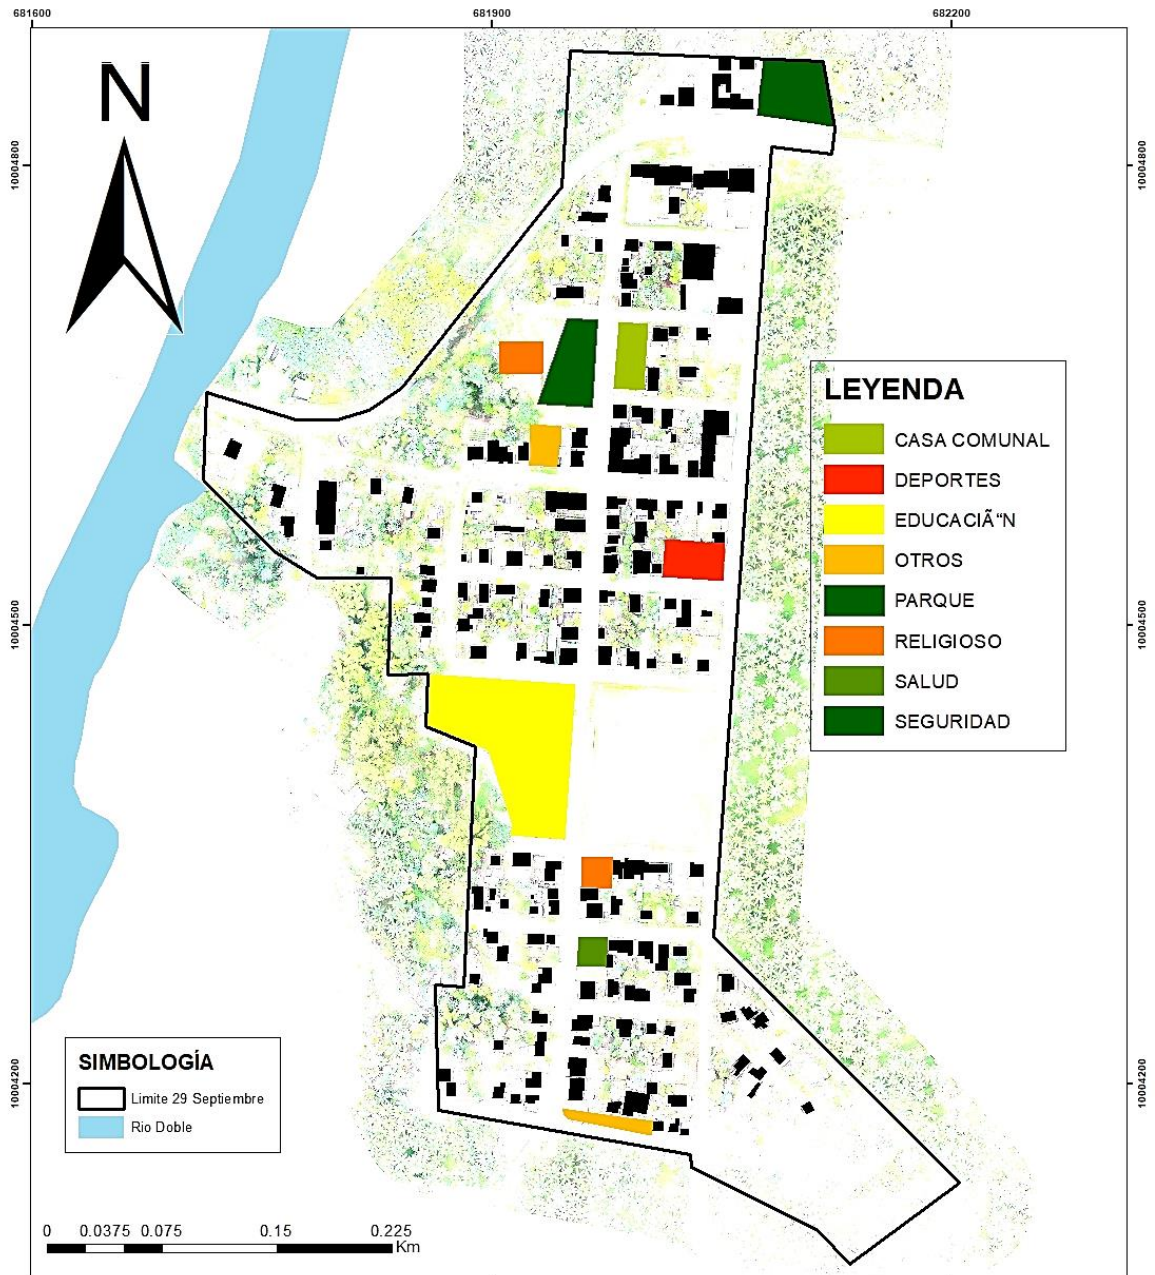 681600 681900 682200
N
10004800 10004800
LEYENDA
CASA COMUNAL
DEPORTES
EDUCACIÃ“N
OTROS
PARQUE
RELIGIOSO
SALUD
SEGURIDAD
10004500 10004500
SIMBOLOGÍA
Limite 29 Septiembre
Rio Doble
10004200 10004200
0 0.0375 0.075 0.15 0.225
Km